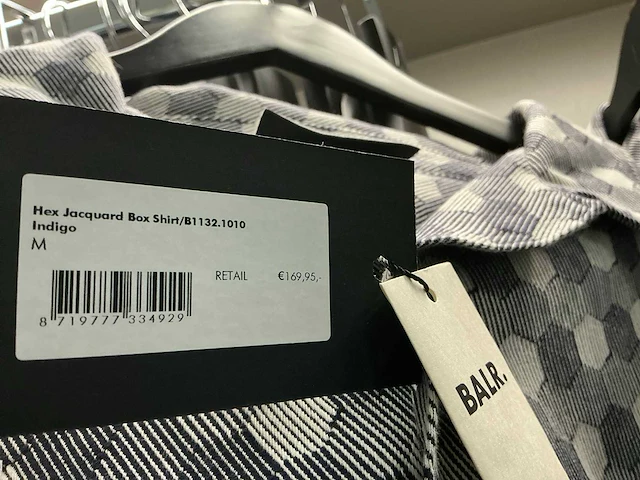 Hex Jacquard Box Shirt/B1132.1010
Indigo
M
RETAIL €169,95,-
8 719777 334929
BALR.